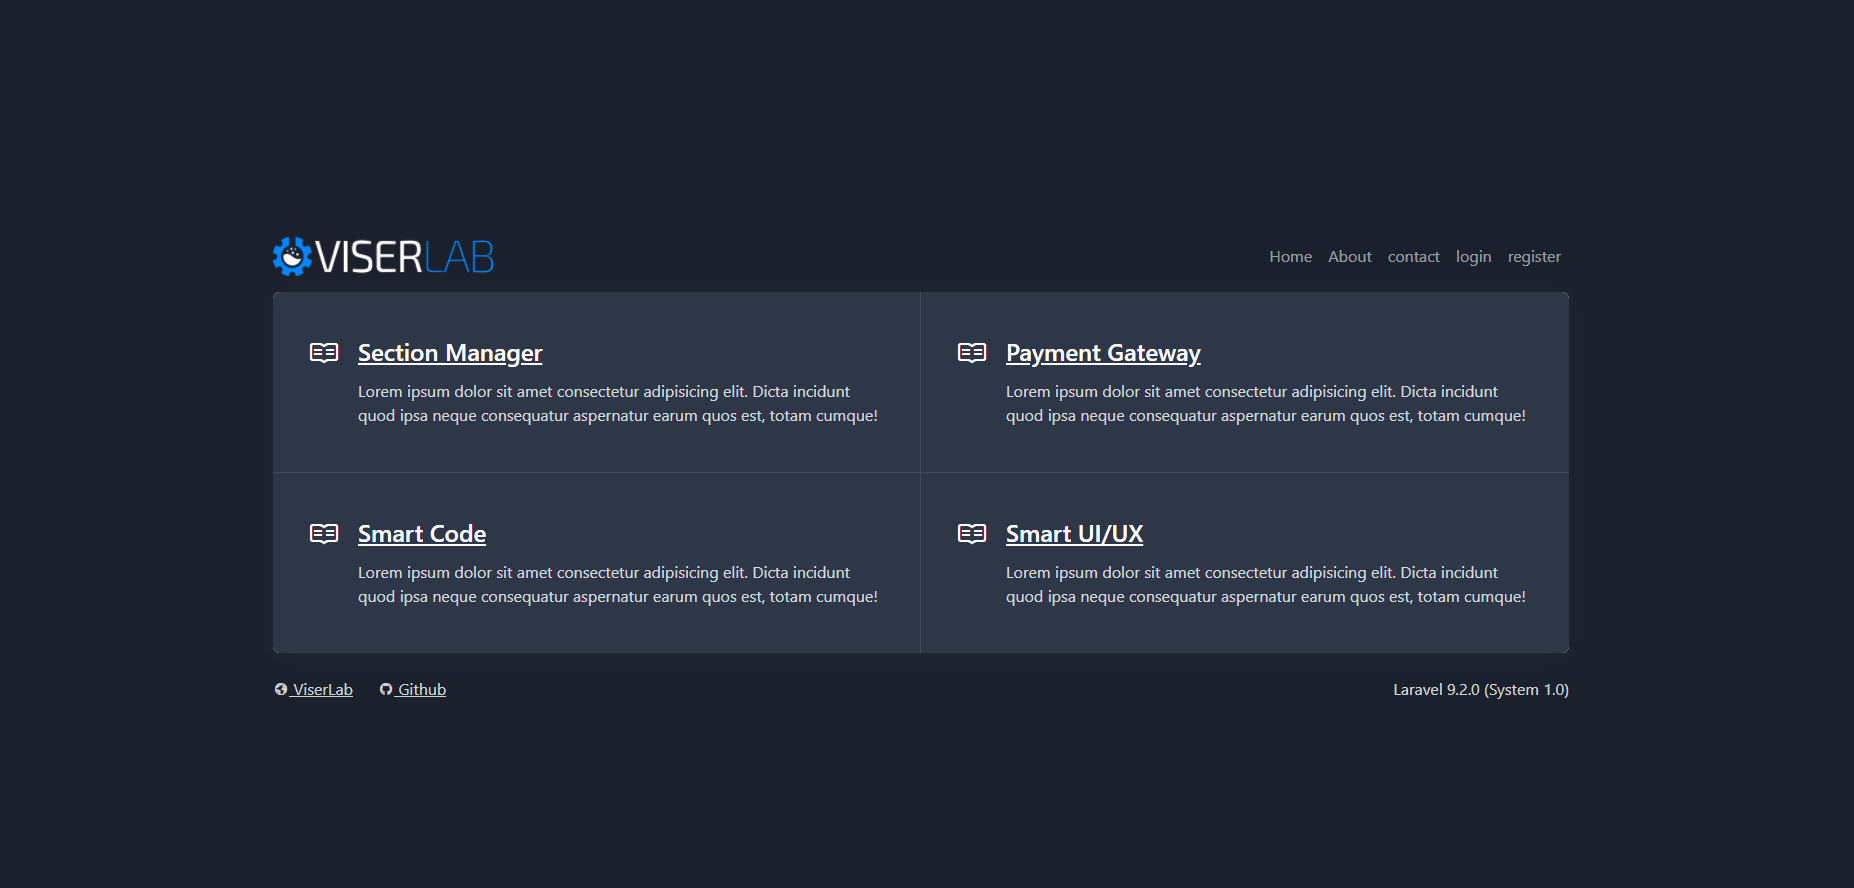 VISERLAB
Home About contact login register
Section Manager
Lorem ipsum dolor sit amet consectetur adipisicing elit. Dicta incidunt
quod ipsa neque consequatur aspernatur earum quos est, totam cumque!
Payment Gateway
Lorem ipsum dolor sit amet consectetur adipisicing elit. Dicta incidunt
quod ipsa neque consequatur aspernatur earum quos est, totam cumque!
Smart Code
Lorem ipsum dolor sit amet consectetur adipisicing elit. Dicta incidunt
quod ipsa neque consequatur aspernatur earum quos est, totam cumque!
Smart UI/UX
Lorem ipsum dolor sit amet consectetur adipisicing elit. Dicta incidunt
quod ipsa neque consequatur aspernatur earum quos est, totam cumque!
ViserLab Github
Laravel 9.2.0 (System 1.0)